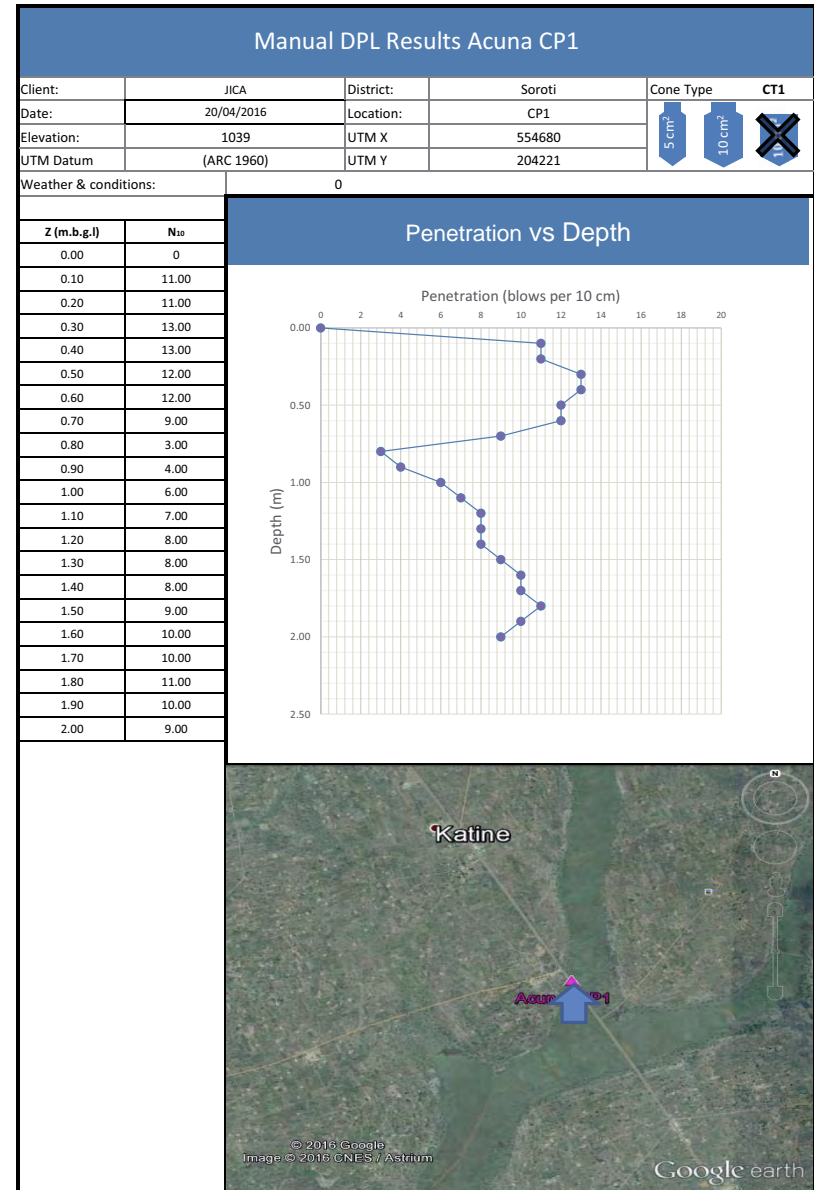 Manual DPL Results Acuna CP1
Client: JICA District: Soroti Cone Type CT1
Date: 20/04/2016 Location: CP1
Elevation: 1039 UTM X 554680
UTM Datum (ARC 1960) UTM Y 204221
5 cm²
10 cm²
Weather & conditions: 0
Z (m.b.g.l) N₁₀
0.00 0
0.10 11.00
0.20 11.00
0.30 13.00
0.40 13.00
0.50 12.00
0.60 12.00
0.70 9.00
0.80 3.00
0.90 4.00
1.00 6.00
1.10 7.00
1.20 8.00
1.30 8.00
1.40 8.00
1.50 9.00
1.60 10.00
1.70 10.00
1.80 11.00
1.90 10.00
2.00 9.00
Penetration vs Depth
Penetration (blows per 10 cm)
0 2 4 6 8 10 12 14 16 18 20
0.00
0.50
1.00
1.50
2.00
2.50
Depth (m)
N
Katine
© 2016 Google
Image © 2016 CNES / Astrium
Google earth